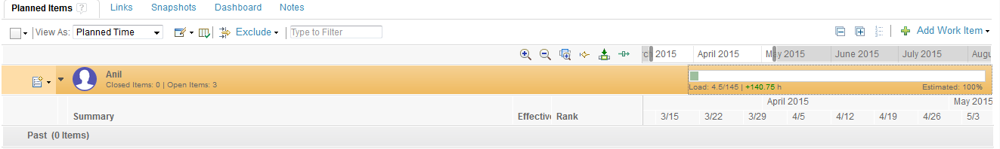 Planned Items ? Links Snapshots Dashboard Notes
View As: Planned Time Exclude Type to Filter Add Work Item
2015 April 2015 May 2015 June 2015 July 2015
Anil
Closed Items: 0 | Open Items: 3
Load: 4.5/145 | +140.75 h Estimated: 100%
April 2015 May 2015
Summary Effective Rank 3/15 3/22 3/29 4/5 4/12 4/19 4/26 5/3
Past (0 Items)